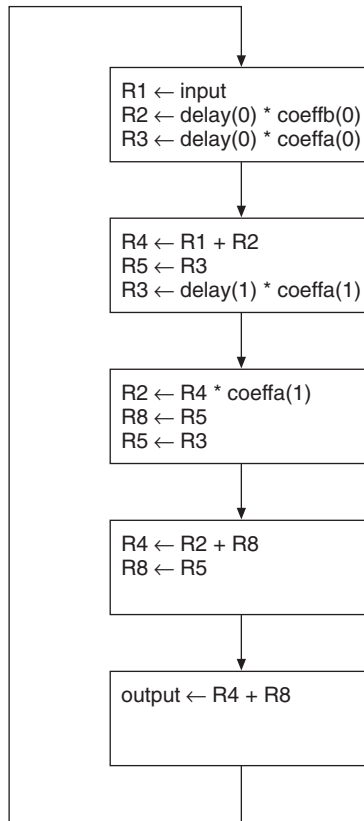 R1 ← input
R2 ← delay(0) * coeffb(0)
R3 ← delay(0) * coeffa(0)
R4 ← R1 + R2
R5 ← R3
R3 ← delay(1) * coeffa(1)
R2 ← R4 * coeffa(1)
R8 ← R5
R5 ← R3
R4 ← R2 + R8
R8 ← R5
output ← R4 + R8